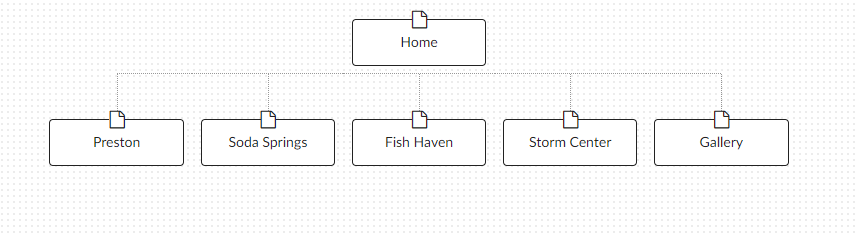 Home
Preston
Soda Springs
Fish Haven
Storm Center
Gallery